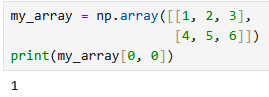 my_array = np.array([[1, 2, 3],
                     [4, 5, 6]])
print(my_array[0, 0])
1